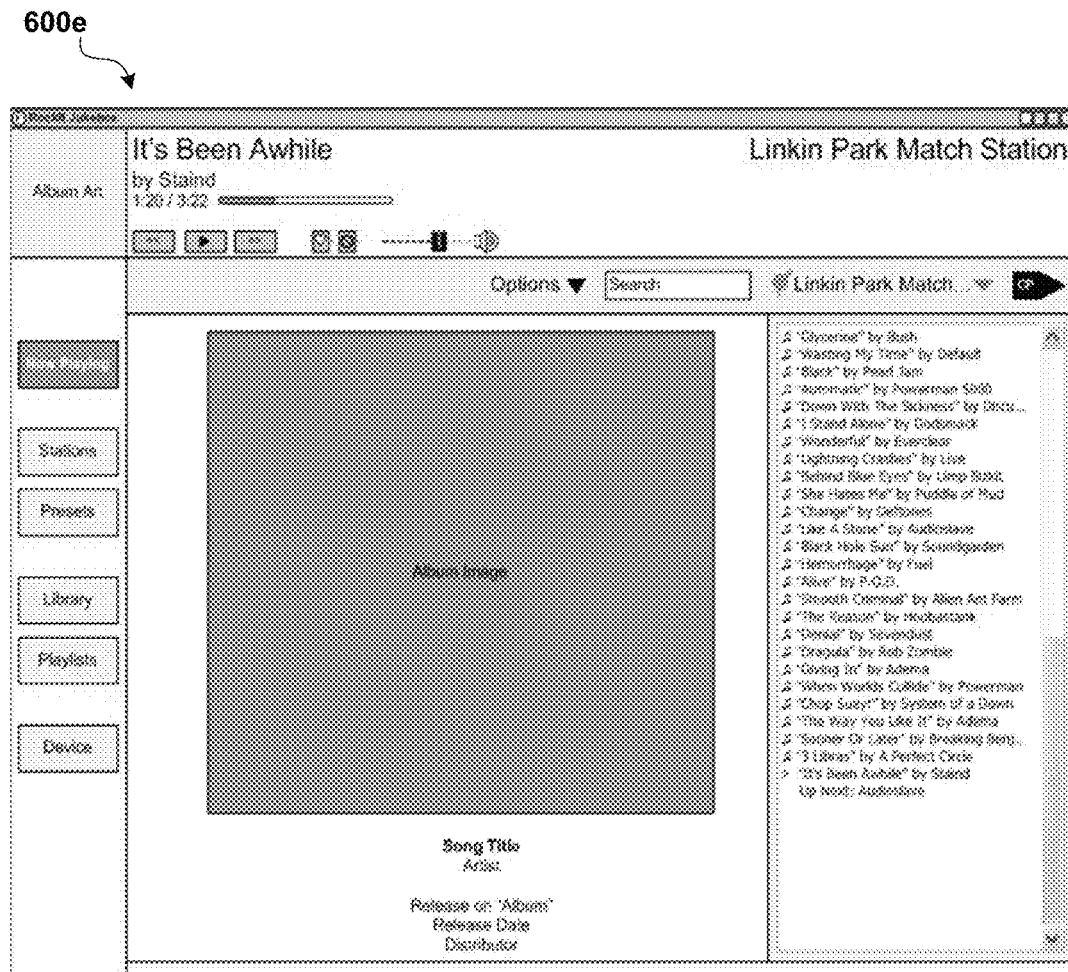 600e
RockIt Jukebox
Album Art
It's Been Awhile
Linkin Park Match Station
by Staind
1:20 / 3:22
Options
Search
Linkin Park Match...
Now Playing
Stations
Presets
Library
Playlists
Device
Album Image
Song Title
Artist
Release on "Album"
Release Date
Distributor
"Glycerine" by Bush
"Wasting My Time" by Default
"Black" by Pearl Jam
"Automatic" by Powerman 5000
"Down With The Sickness" by Distu...
"I Stand Alone" by Godsmack
"Wonderful" by Everclear
"Lightning Crashes" by Live
"Behind Blue Eyes" by Limp Bizkit
"She Hates Me" by Puddle of Mud
"Change" by Deftones
"Like A Stone" by Audioslave
"Black Hole Sun" by Soundgarden
"Hemorrhage" by Fuel
"Alive" by P.O.D.
"Smooth Criminal" by Alien Ant Farm
"The Reason" by Hoobastank
"Denial" by Sevendust
"Dragula" by Rob Zombie
"Giving In" by Adema
"When Worlds Collide" by Powerman
"Chop Suey!" by System of a Down
"The Way You Like It" by Adema
"Sooner Or Later" by Breaking Benj...
"3 Libras" by A Perfect Circle
> "It's Been Awhile" by Staind
Up Next: Audioslave